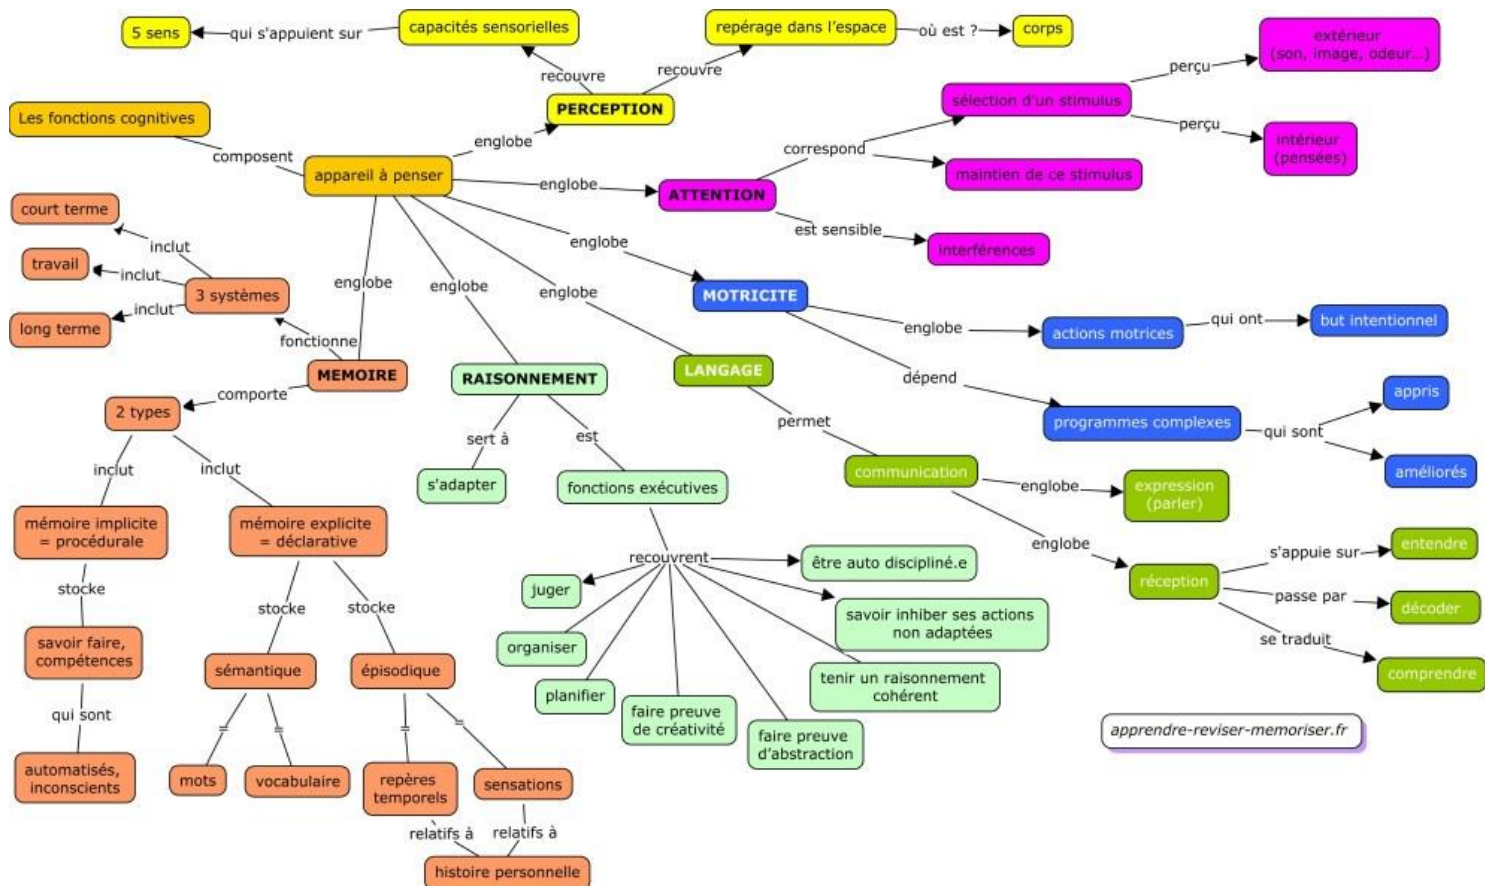 5 sens
qui s'appuient sur
capacités sensorielles
repérage dans l'espace
où est ?
corps
recouvre
recouvre
PERCEPTION
Les fonctions cognitives
composent
appareil à penser
englobe
englobe
ATTENTION
correspond
sélection d'un stimulus
perçu
extérieur
(son, image, odeur...)
perçu
intérieur
(pensées)
maintien de ce stimulus
est sensible
interférences
englobe
MOTRICITE
englobe
actions motrices
qui ont
but intentionnel
dépend
programmes complexes
qui sont
appris
améliorés
englobe
LANGAGE
permet
communication
englobe
expression
(parler)
englobe
réception
s'appuie sur
entendre
passe par
décoder
se traduit
comprendre
englobe
RAISONNEMENT
sert à
s'adapter
est
fonctions exécutives
recouvrent
être auto discipliné.e
juger
savoir inhiber ses actions
non adaptées
organiser
tenir un raisonnement
cohérent
planifier
faire preuve
de créativité
faire preuve
d'abstraction
englobe
MEMOIRE
fonctionne
3 systèmes
inclut
court terme
inclut
travail
inclut
long terme
comporte
2 types
inclut
inclut
mémoire implicite
= procédurale
stocke
savoir faire,
compétences
qui sont
automatisés,
inconscients
mémoire explicite
= déclarative
stocke
stocke
sémantique
épisodique
=
=
=
=
mots
vocabulaire
repères
temporels
sensations
relatifs à
relatifs à
histoire personnelle
apprendre-reviser-memoriser.fr